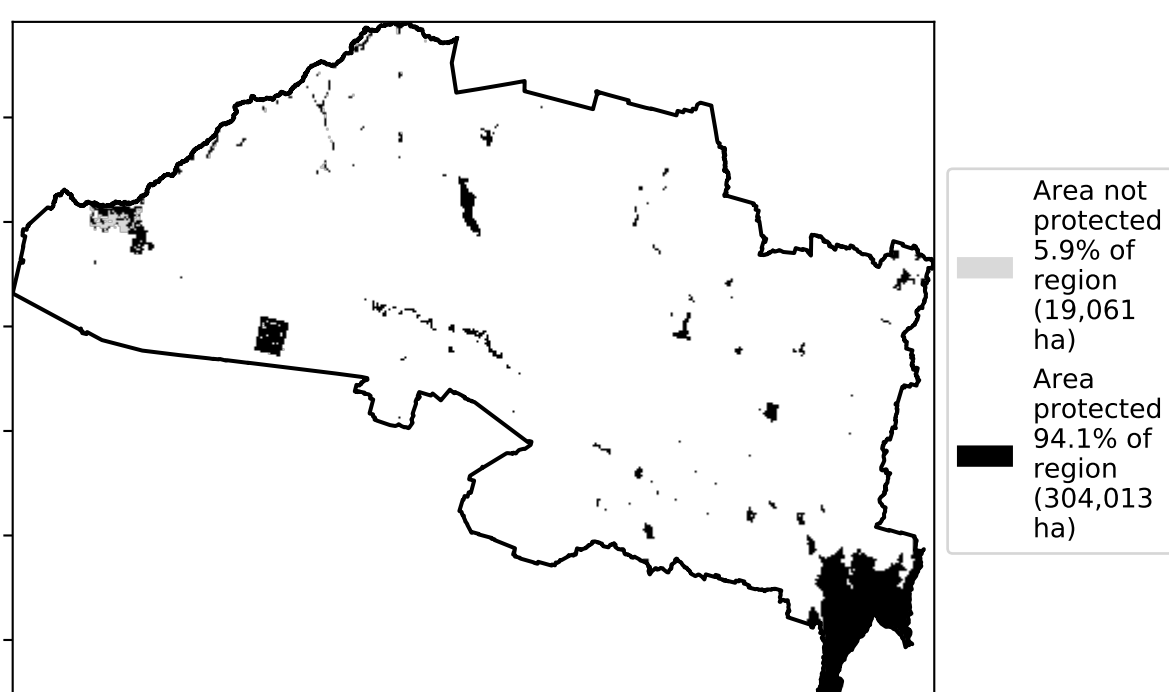 Area not
protected
5.9% of
region
(19,061
ha)
Area
protected
94.1% of
region
(304,013
ha)